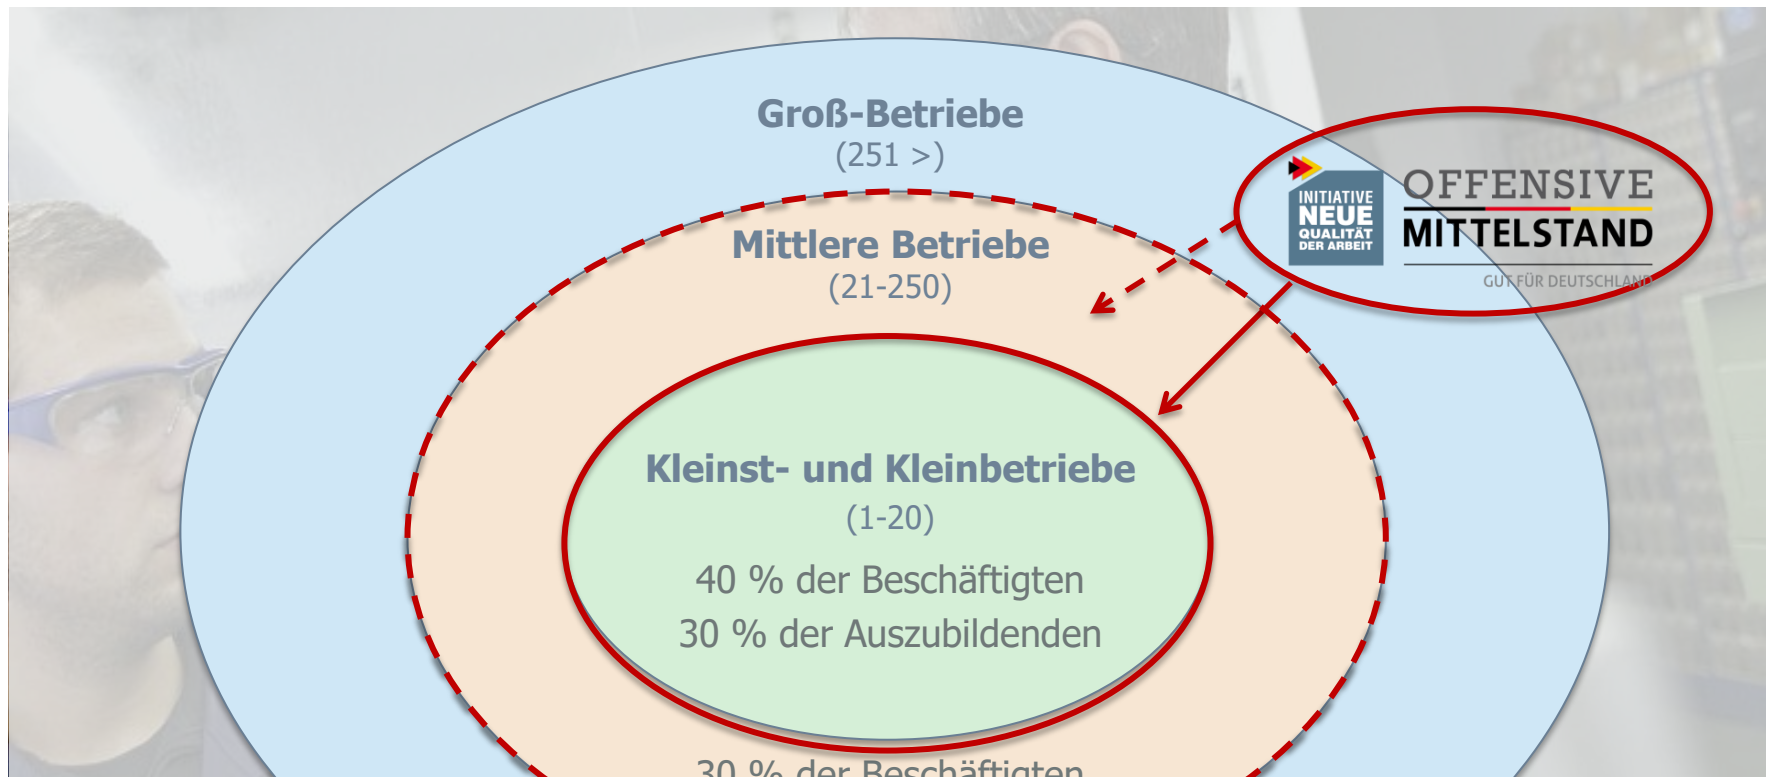 Groß-Betriebe
(251 >)
Mittlere Betriebe
(21-250)
INITIATIVE
NEUE
QUALITÄT
DER ARBEIT
OFFENSIVE
MITTELSTAND
GUT FÜR DEUTSCHLAND
Kleinst- und Kleinbetriebe
(1-20)
40 % der Beschäftigten
30 % der Auszubildenden
30 % der Beschäftigten